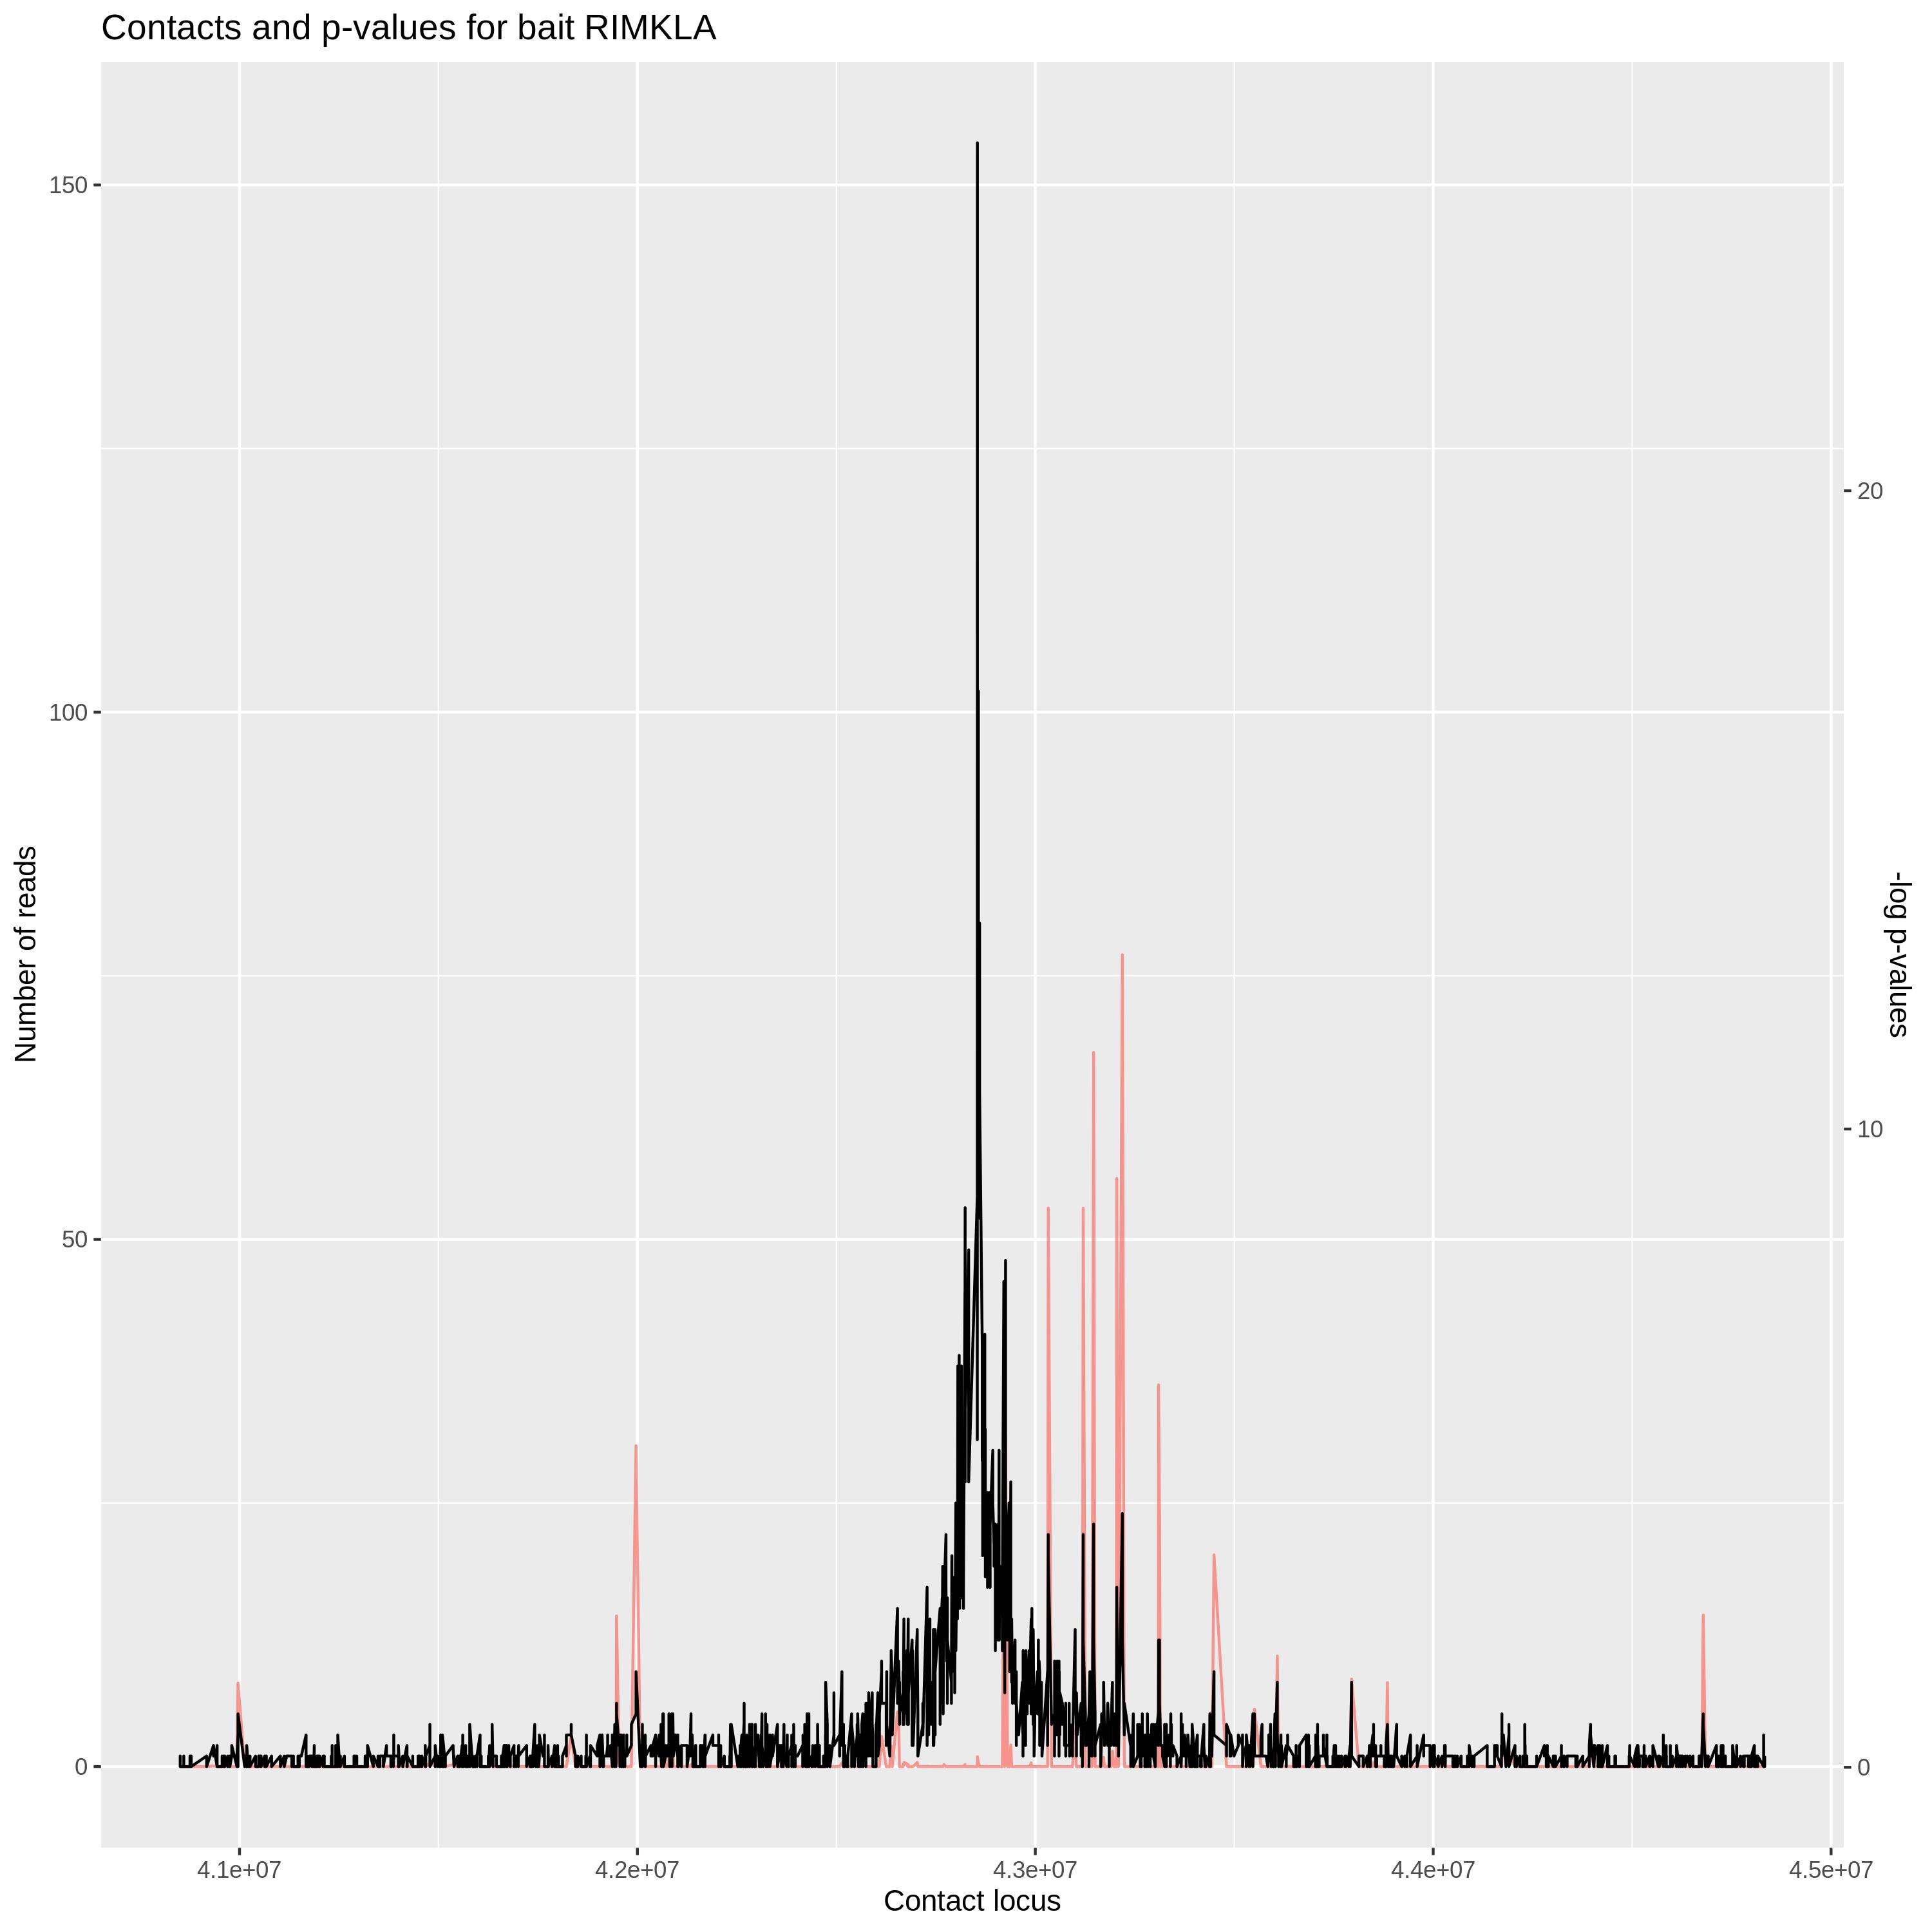 Contacts and p-values for bait RIMKLA
150
100
50
0
Number of reads
20
10
0
-log p-values
4.1e+07
4.2e+07
4.3e+07
4.4e+07
4.5e+07
Contact locus